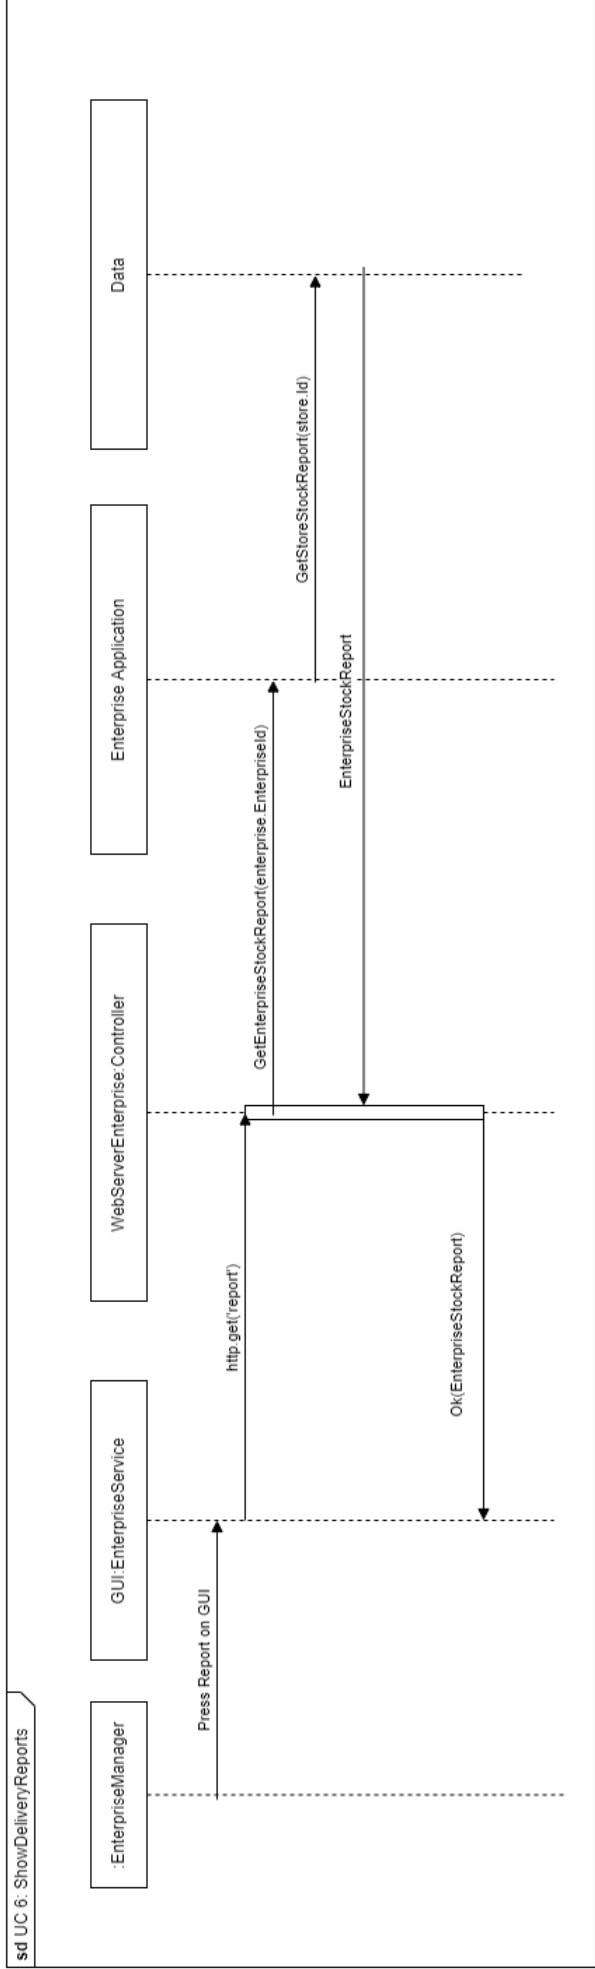 sd UC 6: ShowDeliveryReports
:EnterpriseManager
GUI:EnterpriseService
WebServerEnterprise:Controller
Enterprise Application
Data
Press Report on GUI
http.get('report')
GetEnterpriseStockReport(enterprise.EnterpriseId)
GetStoreStockReport(store.Id)
EnterpriseStockReport
Ok(EnterpriseStockReport)